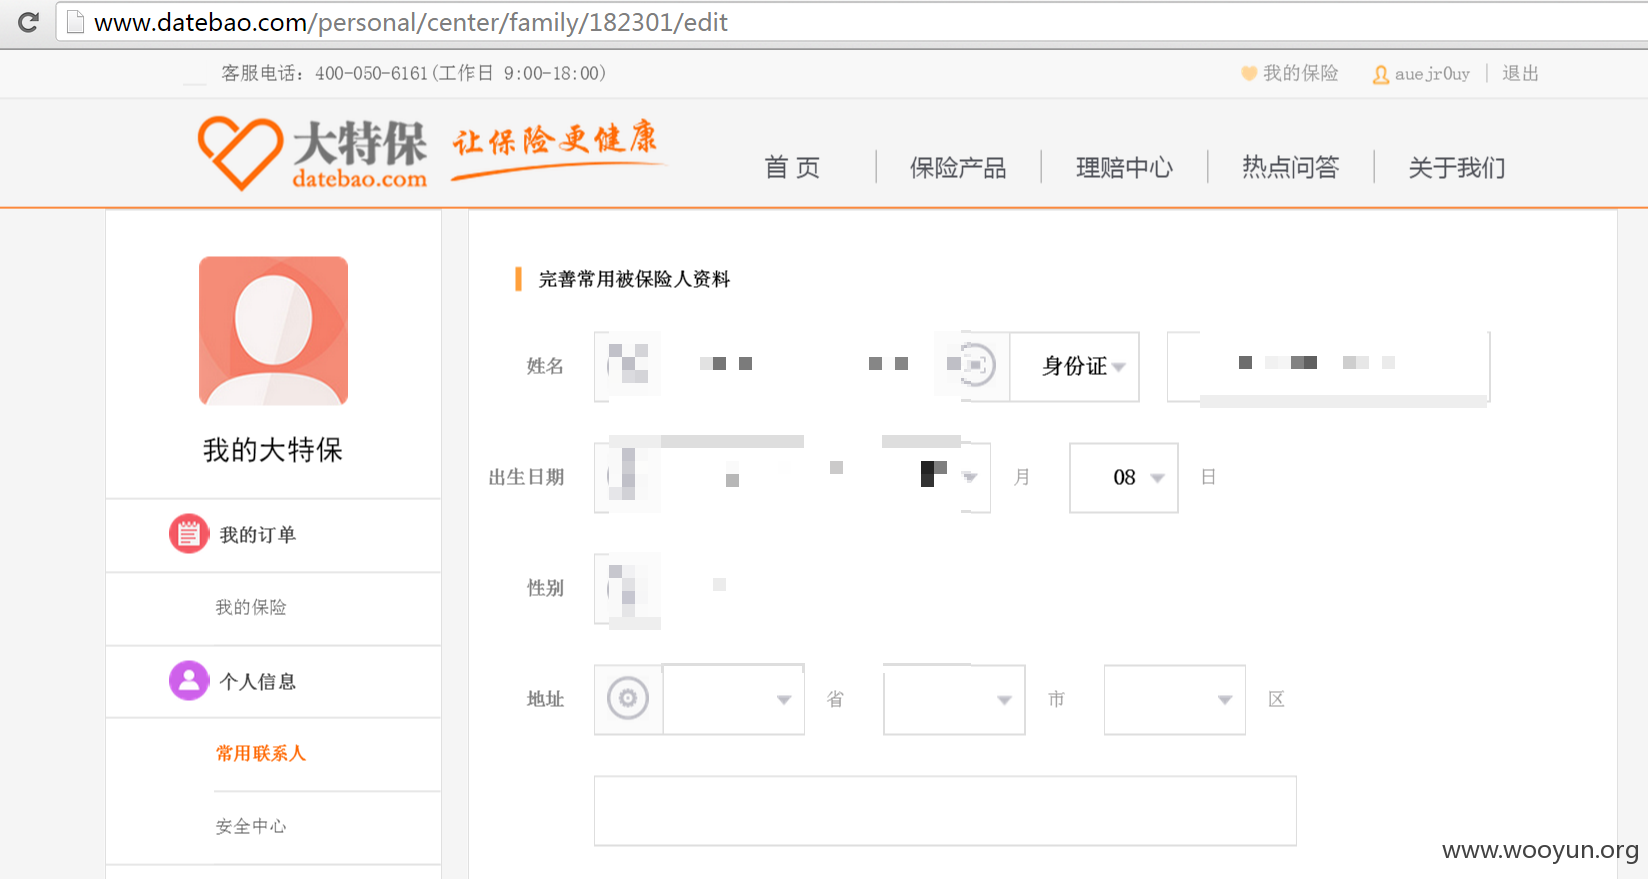 www.datebao.com/personal/center/family/182301/edit
客服电话：400-050-6161(工作日 9:00-18:00)
我的保险 auejr0uy 退出
大特保 datebao.com 让保险更健康
首 页 保险产品 理赔中心 热点问答 关于我们
我的大特保
我的订单
我的保险
个人信息
常用联系人
安全中心
完善常用被保险人资料
姓名 身份证
出生日期 月 08 日
性别
地址 省 市 区
www.wooyun.org